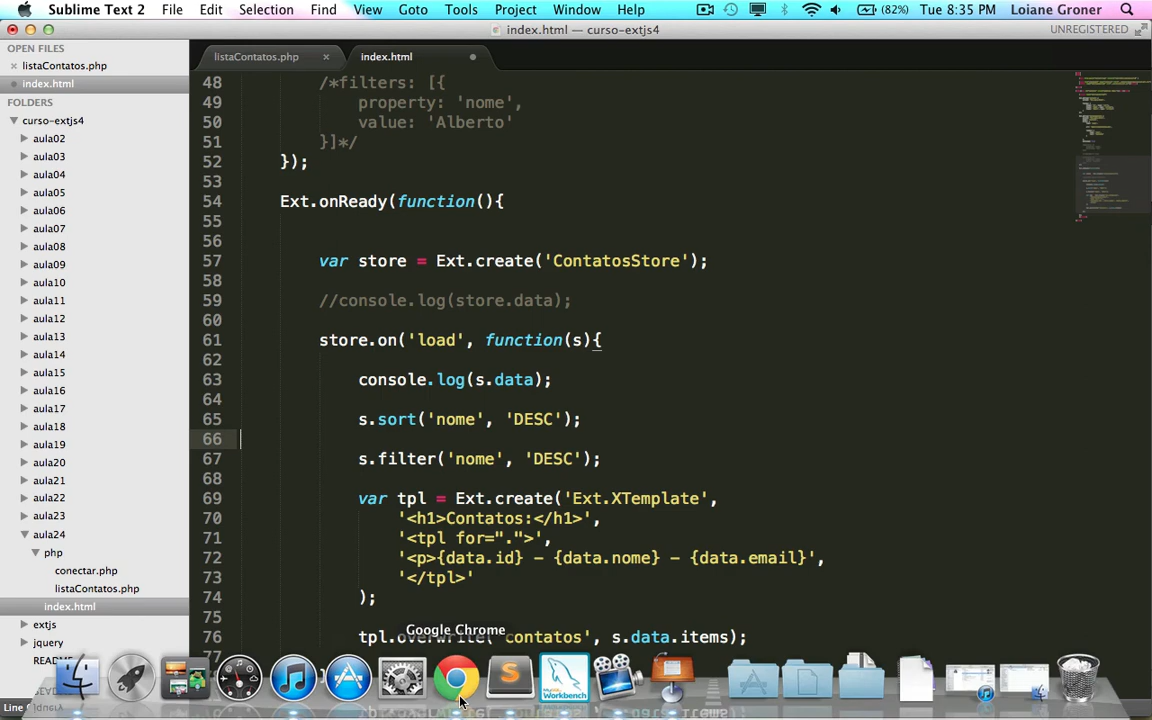 Sublime Text 2 File Edit Selection Find View Goto Tools Project Window Help (82%) Tue 8:35 PM Loiane Groner
index.html — curso-extjs4
UNREGISTERED
OPEN FILES
listaContatos.php
index.html
FOLDERS
curso-extjs4
aula02
aula03
aula04
aula05
aula06
aula07
aula08
aula09
aula10
aula11
aula12
aula13
aula14
aula15
aula16
aula17
aula18
aula19
aula20
aula21
aula22
aula23
aula24
php
conectar.php
listaContatos.php
index.html
extjs
jquery
listaContatos.php index.html
48 /*filters: [{
49 property: 'nome',
50 value: 'Alberto'
51 }]*/
52 });
53
54 Ext.onReady(function(){
55
56
57 var store = Ext.create('ContatosStore');
58
59 //console.log(store.data);
60
61 store.on('load', function(s){
62
63 console.log(s.data);
64
65 s.sort('nome', 'DESC');
66
67 s.filter('nome', 'DESC');
68
69 var tpl = Ext.create('Ext.XTemplate',
70 '<h1>Contatos:</h1>',
71 '<tpl for=".">',
72 '<p>{data.id} - {data.nome} - {data.email}',
73 '</tpl>'
74 );
75
76 tpl.overwrite('contatos', s.data.items);
77
Google Chrome